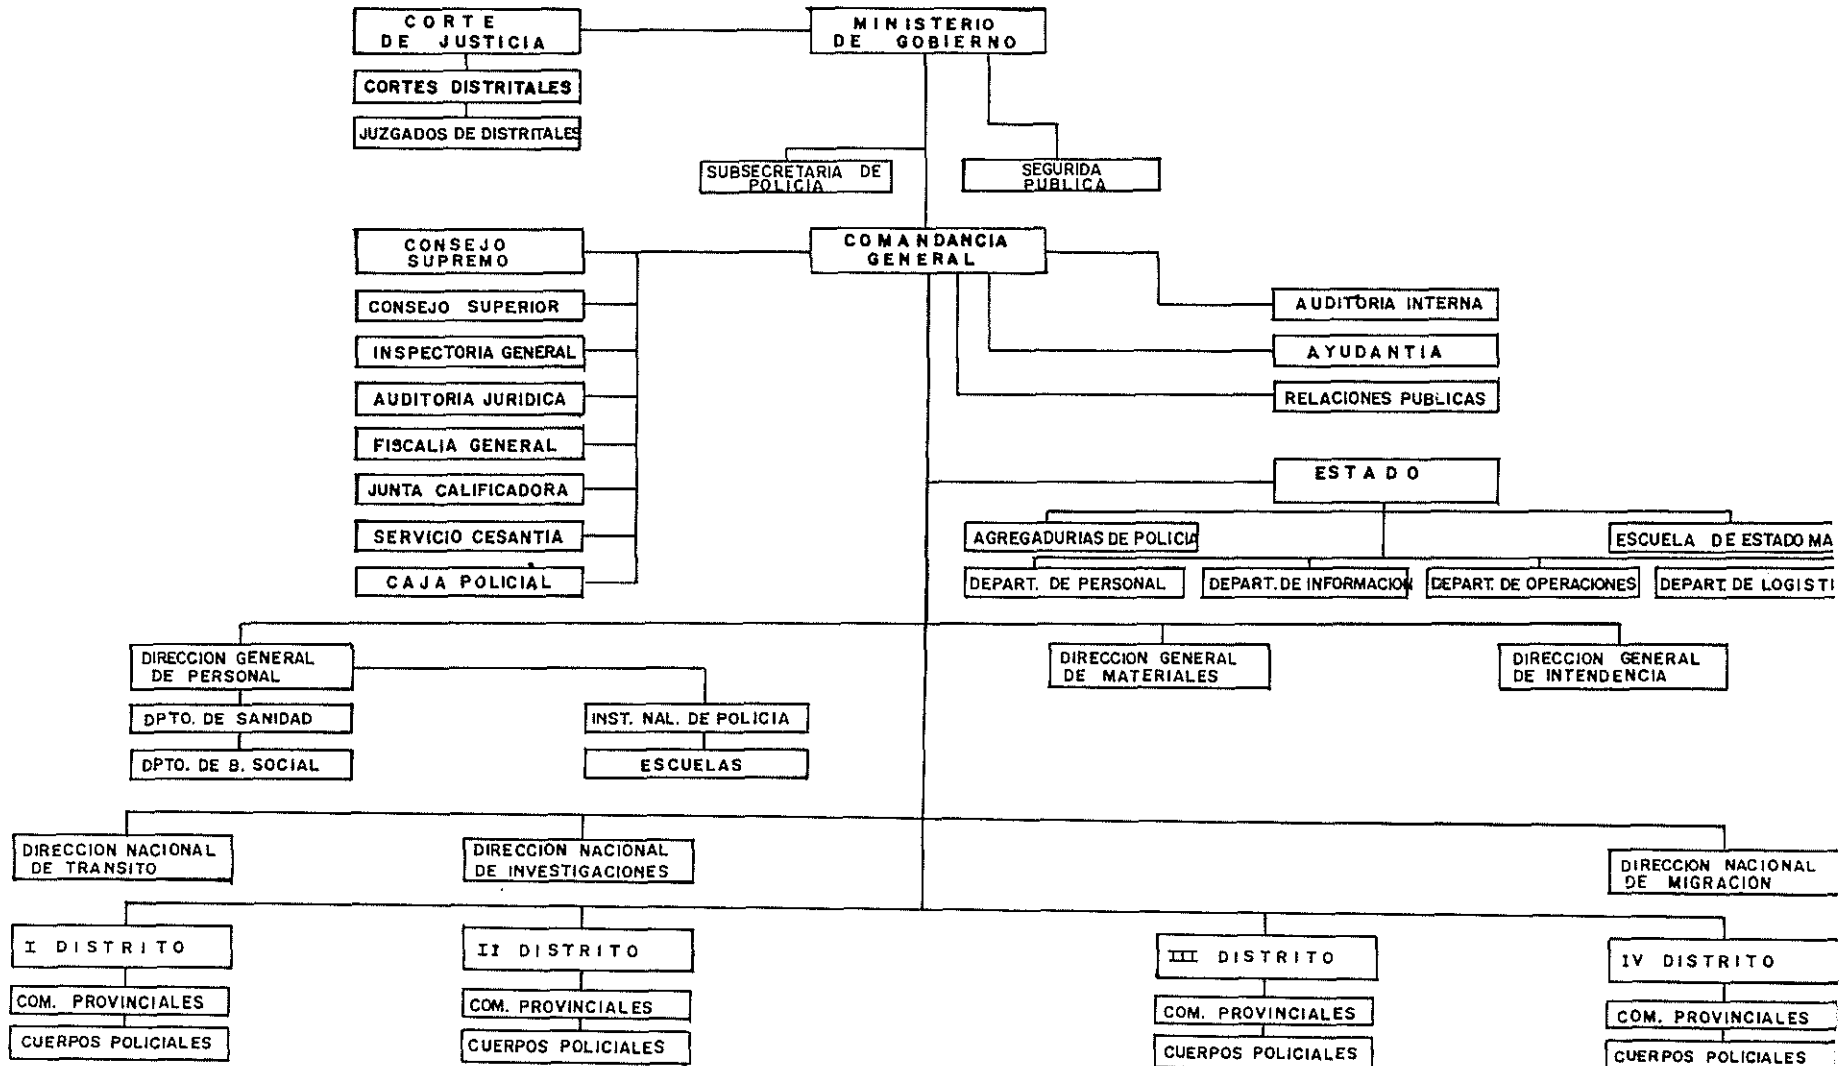 CORTE
DE JUSTICIA
MINISTERIO
DE GOBIERNO
CORTES DISTRITALES
JUZGADOS DE DISTRITALES
SUBSECRETARIA DE
POLICIA
SEGURIDA
PUBLICA
CONSEJO
SUPREMO
COMANDANCIA
GENERAL
CONSEJO SUPERIOR
INSPECTORIA GENERAL
AUDITORIA JURIDICA
FISCALIA GENERAL
JUNTA CALIFICADORA
SERVICIO CESANTIA
CAJA POLICIAL
AUDITORIA INTERNA
AYUDANTIA
RELACIONES PUBLICAS
ESTADO
AGREGADURIAS DE POLICIA
ESCUELA DE ESTADO MA
DEPART. DE PERSONAL
DEPART. DE INFORMACION
DEPART. DE OPERACIONES
DEPART. DE LOGISTI
DIRECCION GENERAL
DE PERSONAL
DIRECCION GENERAL
DE MATERIALES
DIRECCION GENERAL
DE INTENDENCIA
DPTO. DE SANIDAD
INST. NAL. DE POLICIA
DPTO. DE B. SOCIAL
ESCUELAS
DIRECCION NACIONAL
DE TRANSITO
DIRECCION NACIONAL
DE INVESTIGACIONES
DIRECCION NACIONAL
DE MIGRACION
I DISTRITO
II DISTRITO
III DISTRITO
IV DISTRITO
COM. PROVINCIALES
COM. PROVINCIALES
COM. PROVINCIALES
COM. PROVINCIALES
CUERPOS POLICIALES
CUERPOS POLICIALES
CUERPOS POLICIALES
CUERPOS POLICIALES